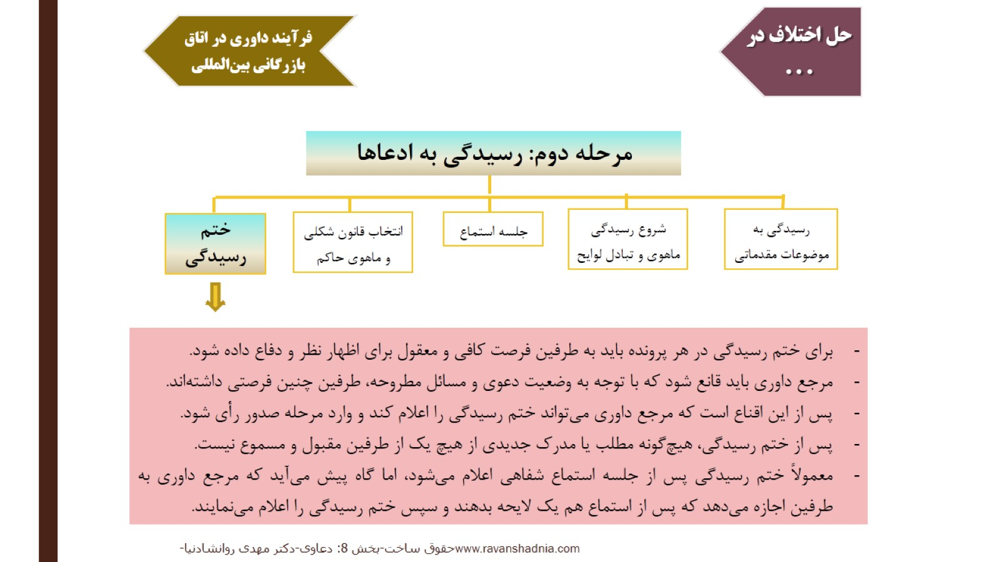 حل اختلاف در
...
فرآیند داوری در اتاق
بازرگانی بین‌المللی
مرحله دوم: رسیدگی به ادعاها
رسیدگی به
موضوعات مقدماتی
شروع رسیدگی
ماهوی و تبادل لوایح
جلسه استماع
انتخاب قانون شکلی
و ماهوی حاکم
ختم
رسیدگی
- برای ختم رسیدگی در هر پرونده باید به طرفین فرصت کافی و معقول برای اظهار نظر و دفاع داده شود.
- مرجع داوری باید قانع شود که با توجه به وضعیت دعوی و مسائل مطروحه، طرفین چنین فرصتی داشته‌اند.
- پس از این اقناع است که مرجع داوری می‌تواند ختم رسیدگی را اعلام کند و وارد مرحله صدور رأی شود.
- پس از ختم رسیدگی، هیچ‌گونه مطلب یا مدرک جدیدی از هیچ یک از طرفین مقبول و مسموع نیست.
- معمولاً ختم رسیدگی پس از جلسه استماع شفاهی اعلام می‌شود، اما گاه پیش می‌آید که مرجع داوری به
طرفین اجازه می‌دهد که پس از استماع هم یک لایحه بدهند و سپس ختم رسیدگی را اعلام می‌نمایند.
حقوق ساخت-بخش 8: دعاوی-دکتر مهدی روانشادنیا-www.ravanshadnia.com